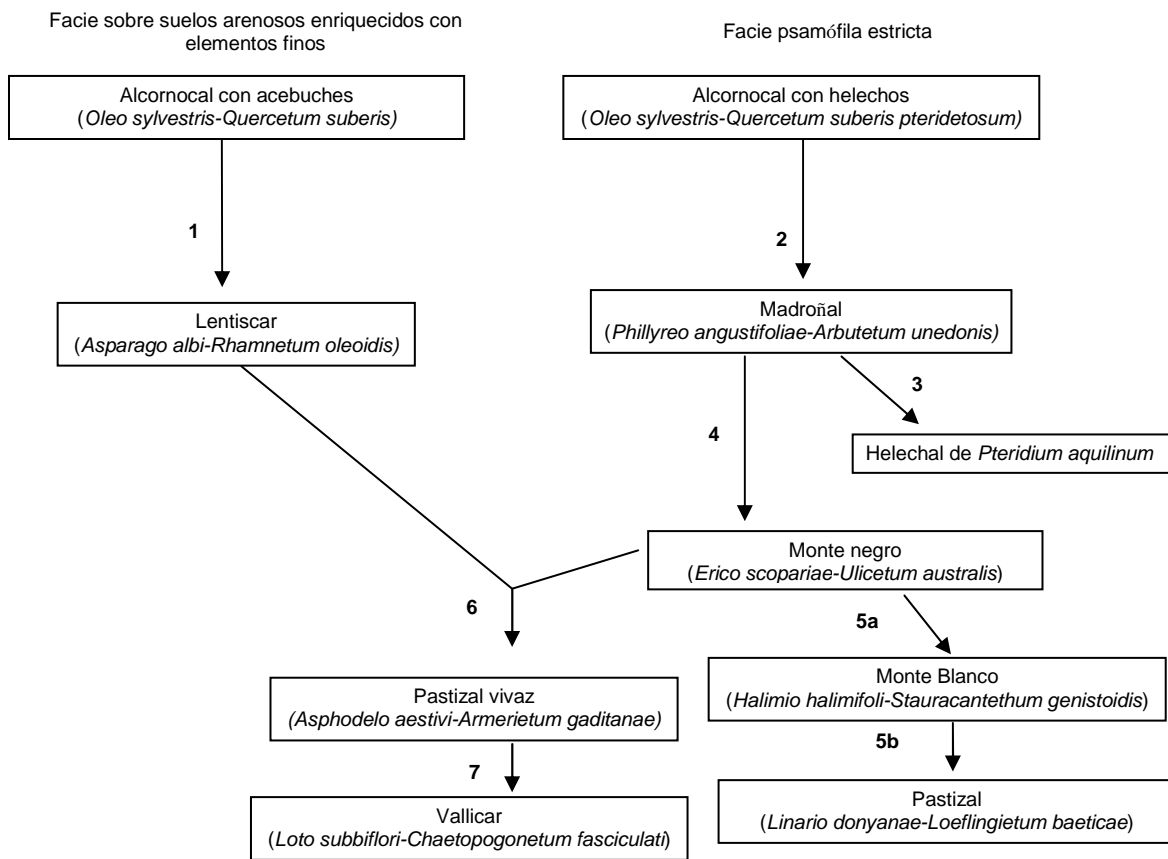 Facie sobre suelos arenosos enriquecidos con
elementos finos
Facie psamófila estricta
Alcornocal con acebuches
(Oleo sylvestris-Quercetum suberis)
Alcornocal con helechos
(Oleo sylvestris-Quercetum suberis pteridetosum)
1
2
Lentiscar
(Asparago albi-Rhamnetum oleoidis)
Madroñal
(Phillyreo angustifoliae-Arbutetum unedonis)
3
4
Helechal de Pteridium aquilinum
Monte negro
(Erico scopariae-Ulicetum australis)
6
5a
Pastizal vivaz
(Asphodelo aestivi-Armerietum gaditanae)
Monte Blanco
(Halimio halimifoli-Stauracantethum genistoidis)
7
5b
Vallicar
(Loto subbiflori-Chaetopogonetum fasciculati)
Pastizal
(Linario donyanae-Loeflingietum baeticae)